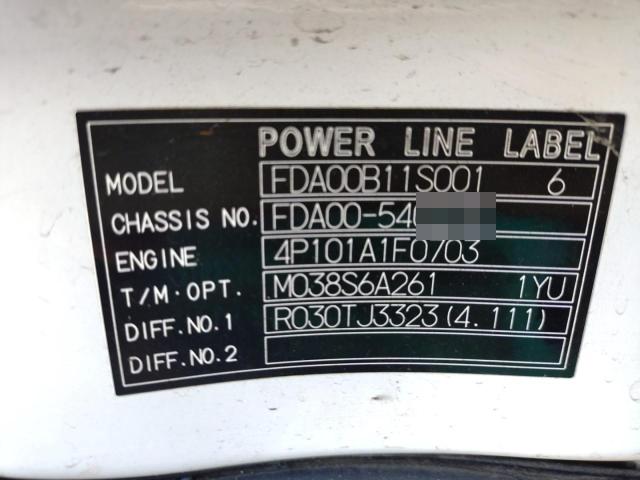 POWER LINE LABEL
MODEL FDA00B11S001 6
CHASSIS NO. FDA00-54
ENGINE 4P101A1F0703
T/M·OPT. M038S6A261 1YU
DIFF.NO.1 R030TJ3323(4.111)
DIFF.NO.2